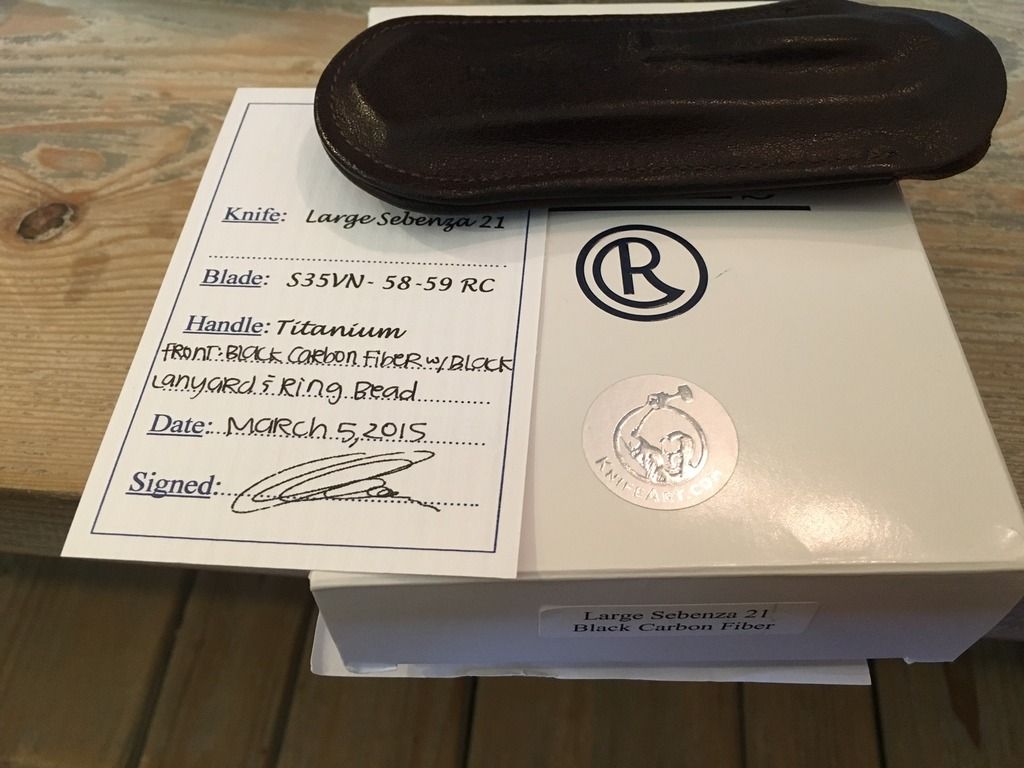 Knife: Large Sebenza 21
Blade: S35VN - 58-59 RC
Handle: Titanium
front: Black Carbon Fiber w/ Black
Lanyard & Ring Bead
Date: March 5, 2015
Signed:
R
KNIFEART.COM
Large Sebenza 21
Black Carbon Fiber